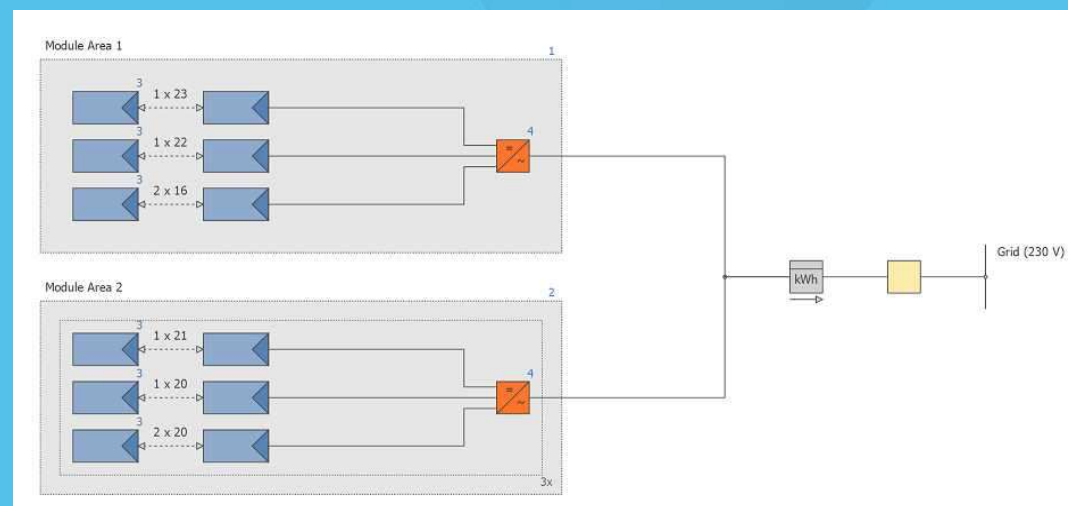 Module Area 1
1
3
1 x 23
3
1 x 22
4
=
~
3
2 x 16
Grid (230 V)
kWh
Module Area 2
2
3
1 x 21
3
1 x 20
4
=
~
3
2 x 20
3x